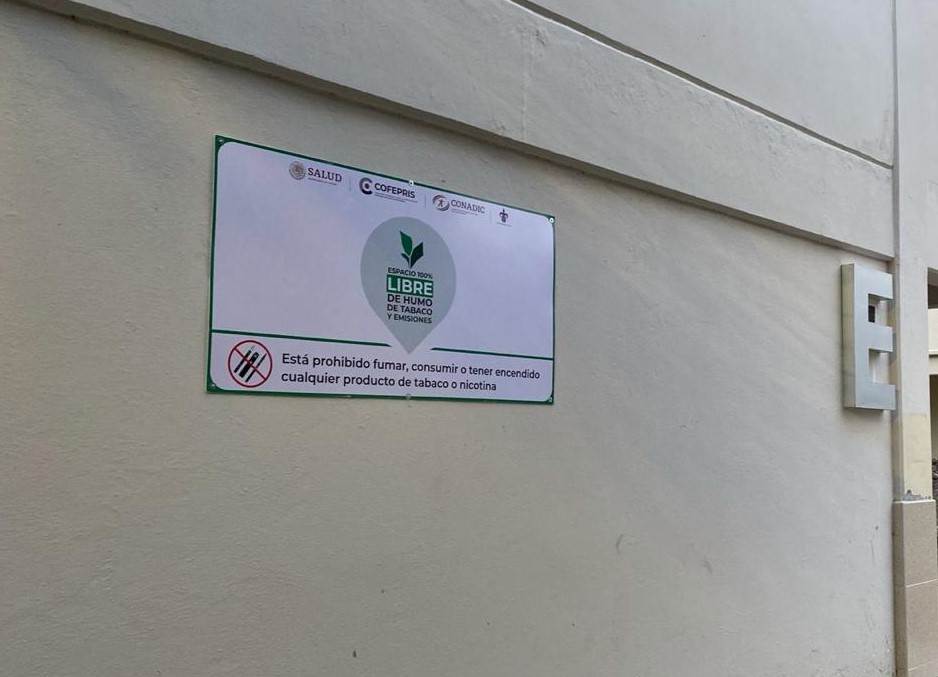 SALUD
COFEPRIS
CONADIC
ESPACIO 100%
LIBRE
DE HUMO
DE TABACO
Y EMISIONES
Está prohibido fumar, consumir o tener encendido
cualquier producto de tabaco o nicotina
E